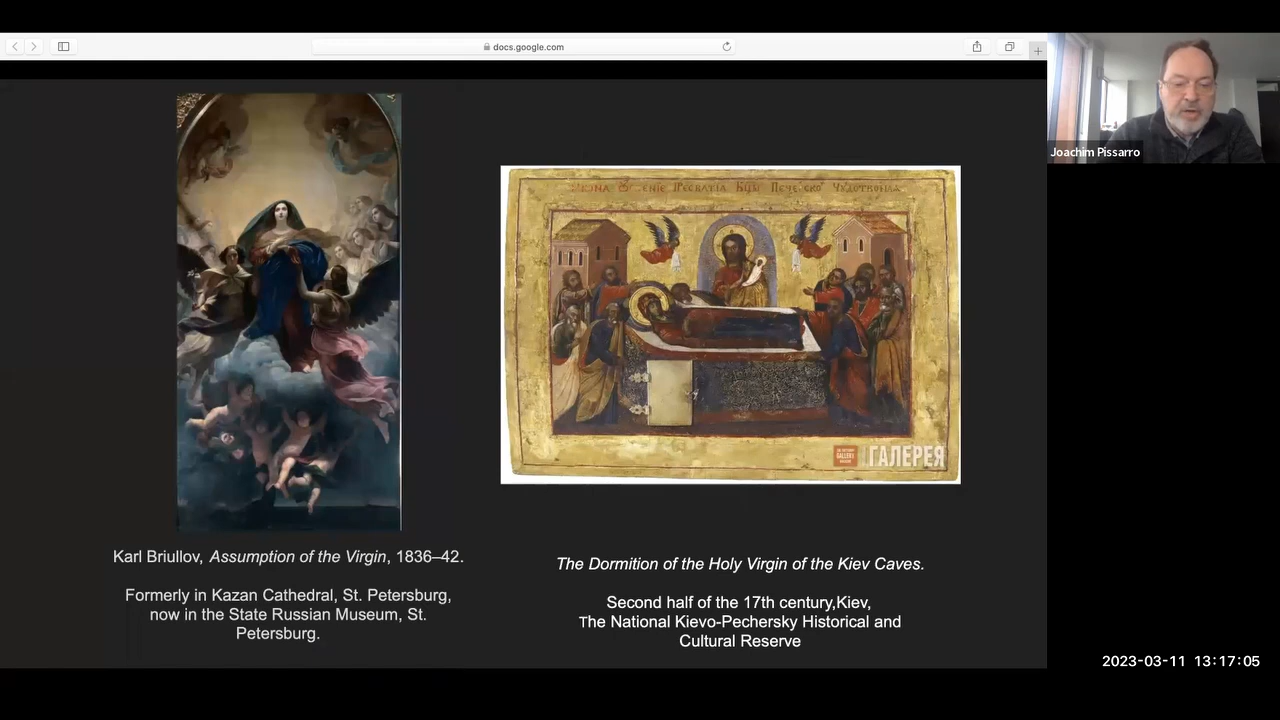 docs.google.com
Joachim Pissarro
ГАЛЕРЕЯ
Karl Briullov, Assumption of the Virgin, 1836–42.
Formerly in Kazan Cathedral, St. Petersburg,
now in the State Russian Museum, St.
Petersburg.
The Dormition of the Holy Virgin of the Kiev Caves.
Second half of the 17th century,Kiev,
The National Kievo-Pechersky Historical and
Cultural Reserve
2023-03-11 13:17:05